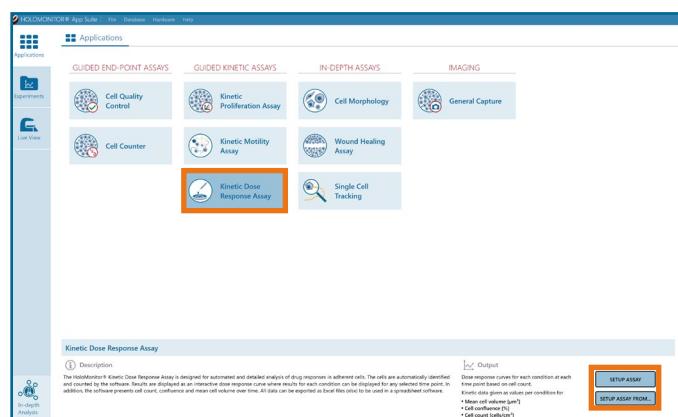 HOLOMONITOR® App Suite File Database Hardware Help
Applications
Applications
Experiments
Live View
In-depth
Analysis
GUIDED END-POINT ASSAYS GUIDED KINETIC ASSAYS IN-DEPTH ASSAYS IMAGING
Cell Quality
Control
Kinetic
Proliferation Assay
Cell Morphology
General Capture
Cell Counter
Kinetic Motility
Assay
Wound Healing
Assay
Kinetic Dose
Response Assay
Single Cell
Tracking
Kinetic Dose Response Assay
Description
The HoloMonitor® Kinetic Dose Response Assay is designed for automated and detailed analysis of drug responses in adherent cells. The cells are automatically identified
and counted by the software. Results are displayed as an interactive dose response curve where results for each condition can be displayed for any selected time point. In
addition, the software presents cell count, confluence and mean cell volume over time. All data can be exported as Excel files (xlsx) to be used in a spreadsheet software.
Output
Dose response curves for each condition at each
time point based on cell count.
Kinetic data given as values per condition for
• Mean cell volume [µm³]
• Cell confluence [%]
• Cell count [cells/cm²]
SETUP ASSAY
SETUP ASSAY FROM...